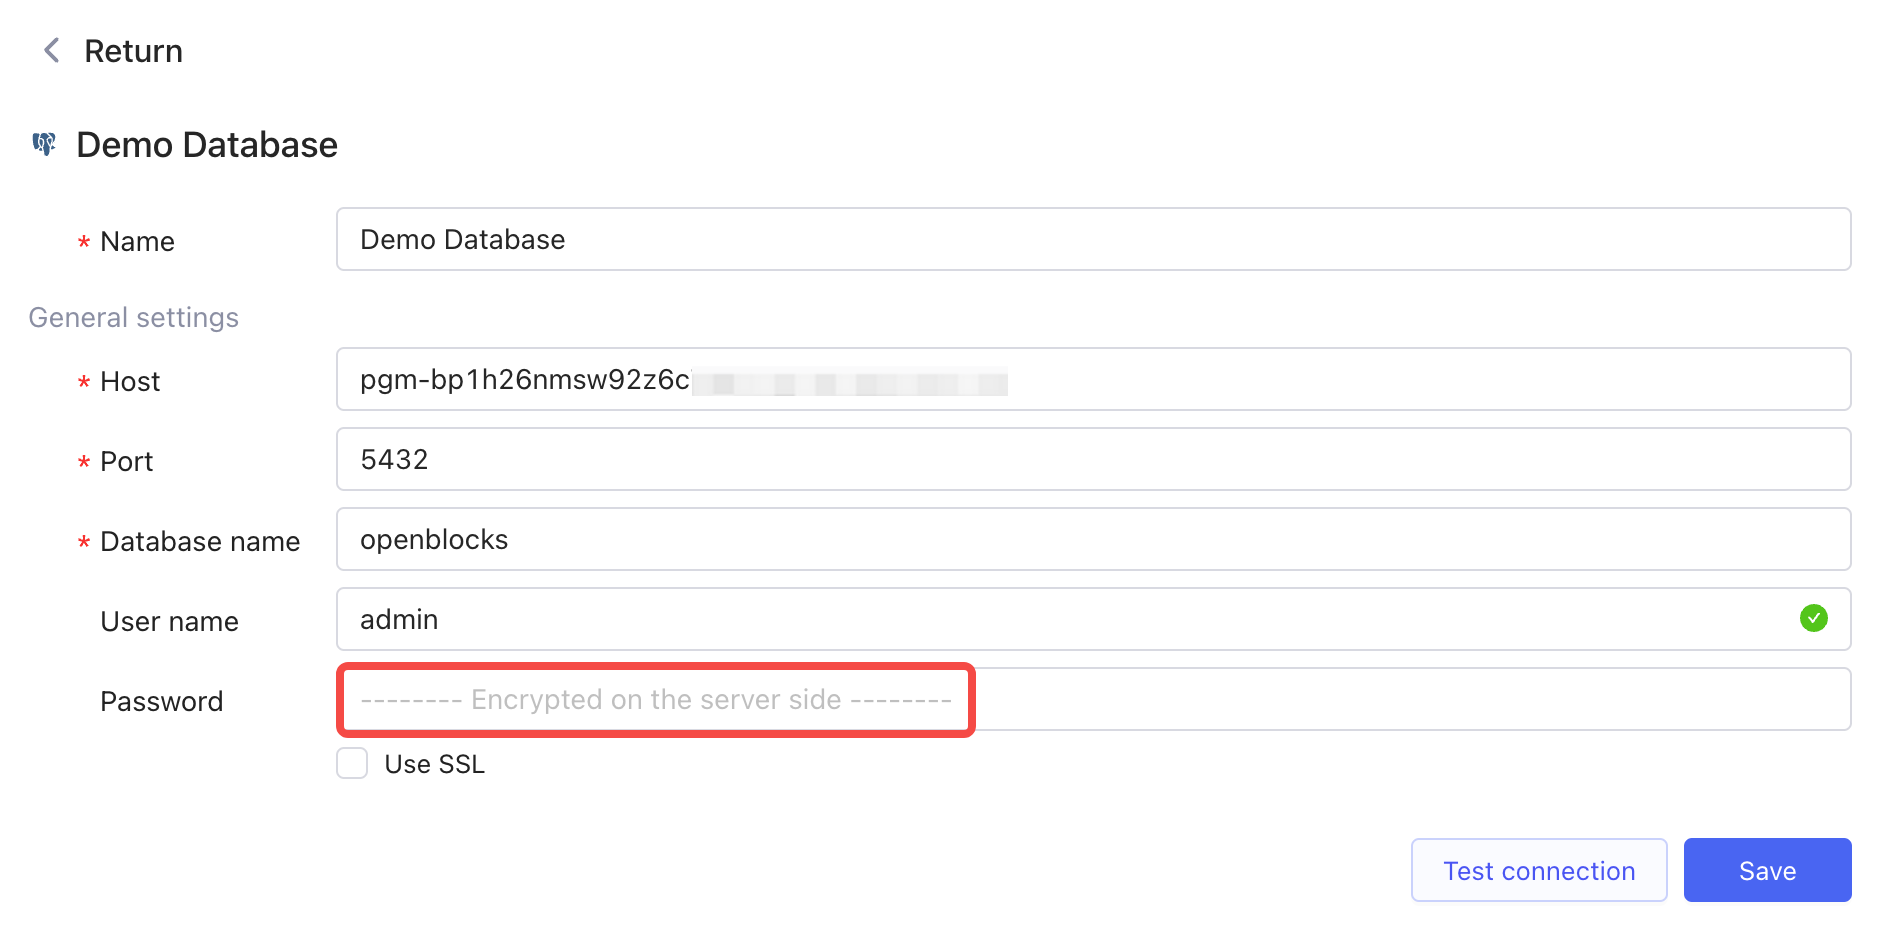 Return
Demo Database
* Name Demo Database
General settings
* Host pgm-bp1h26nmsw92z6c
* Port 5432
* Database name openblocks
User name admin
Password -------- Encrypted on the server side --------
Use SSL
Test connection Save